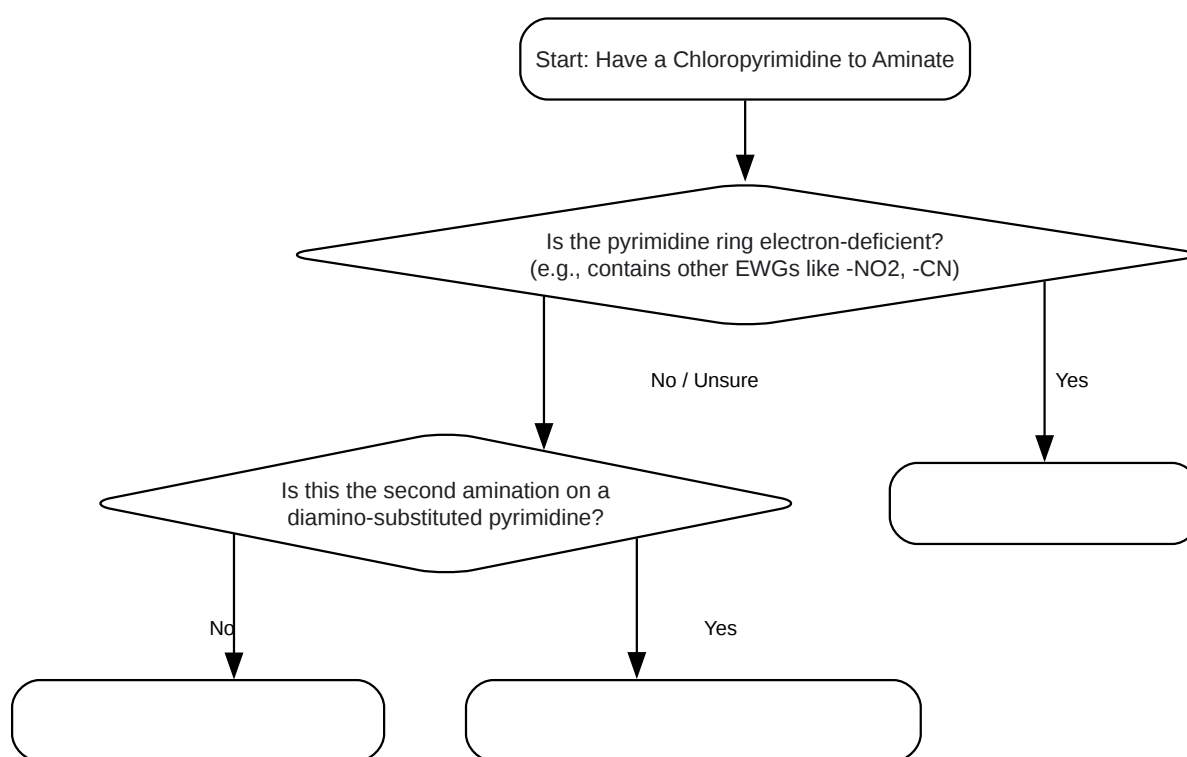 Start: Have a Chloropyrimidine to Aminate
Is the pyrimidine ring electron-deficient?
(e.g., contains other EWGs like -NO2, -CN)
No / Unsure
Yes
Is this the second amination on a
diamino-substituted pyrimidine?
No
Yes